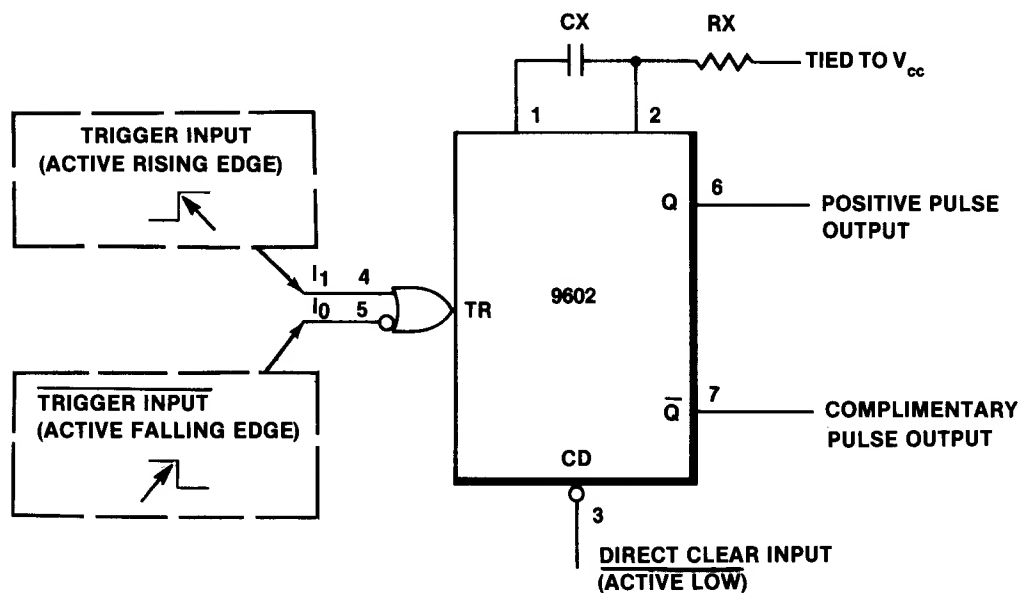 CX
RX
TIED TO Vcc
1
2
TRIGGER INPUT
(ACTIVE RISING EDGE)
Q
6
POSITIVE PULSE
OUTPUT
I1
4
I0
5
TR
9602
TRIGGER INPUT
(ACTIVE FALLING EDGE)
Q̅
7
COMPLIMENTARY
PULSE OUTPUT
CD
3
DIRECT CLEAR INPUT
(ACTIVE LOW)